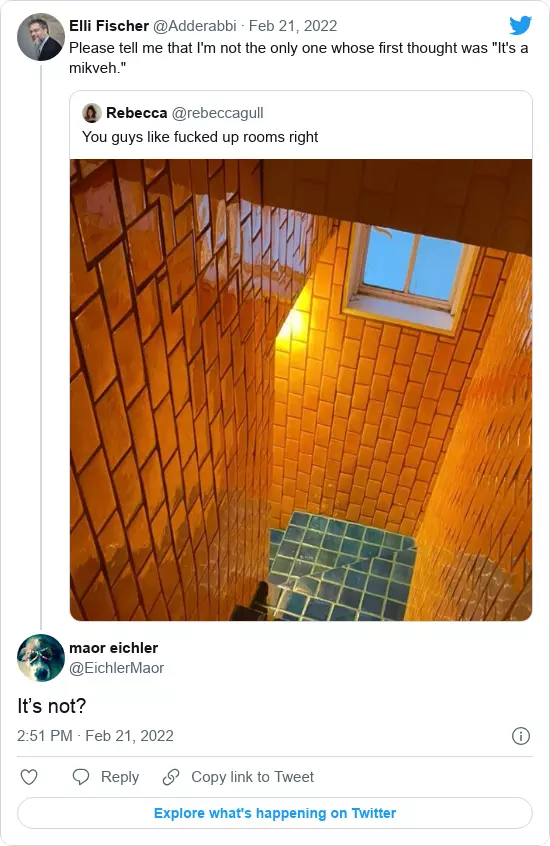 Elli Fischer @Adderabbi · Feb 21, 2022
Please tell me that I'm not the only one whose first thought was "It's a
mikveh."
Rebecca @rebeccagull
You guys like fucked up rooms right
maor eichler
@EichlerMaor
It’s not?
2:51 PM · Feb 21, 2022
Reply
Copy link to Tweet
Explore what's happening on Twitter